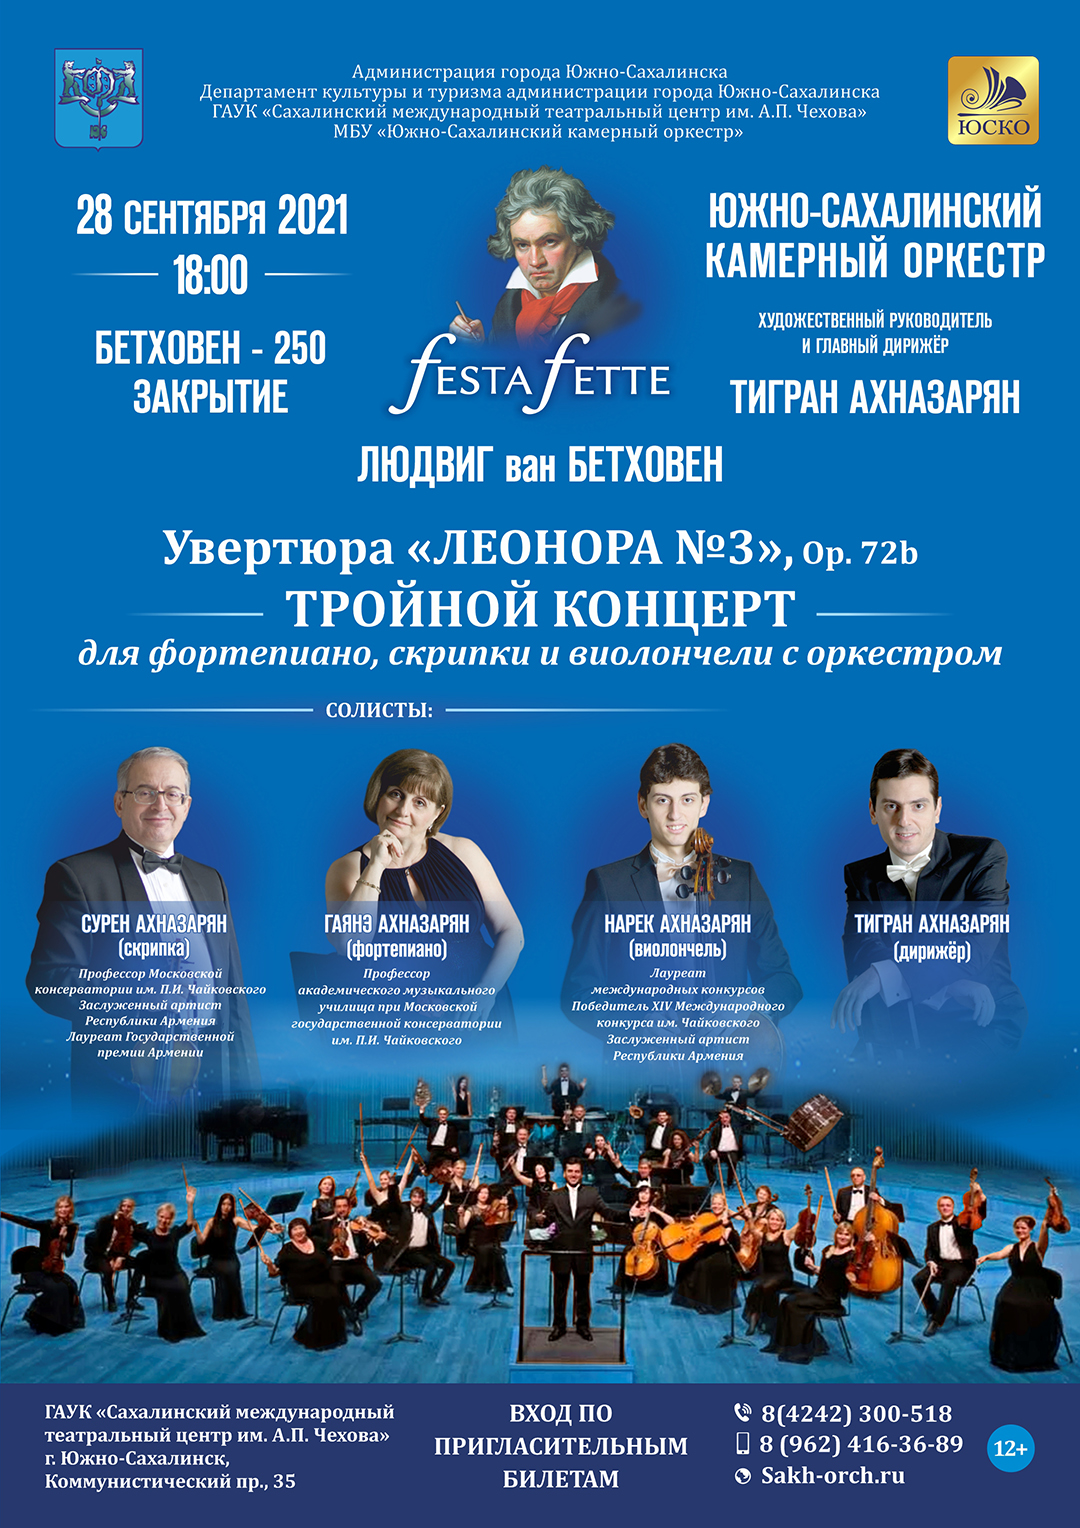 Администрация города Южно-Сахалинска
Департамент культуры и туризма администрации города Южно-Сахалинска
ГАУК «Сахалинский международный театральный центр им. А.П. Чехова»
МБУ «Южно-Сахалинский камерный оркестр»
ЮСКО
28 СЕНТЯБРЯ 2021
18:00
БЕТХОВЕН - 250
ЗАКРЫТИЕ
FESTA FETTE
ЮЖНО-САХАЛИНСКИЙ
КАМЕРНЫЙ ОРКЕСТР
ХУДОЖЕСТВЕННЫЙ РУКОВОДИТЕЛЬ
И ГЛАВНЫЙ ДИРИЖЁР
ТИГРАН АХНАЗАРЯН
ЛЮДВИГ ван БЕТХОВЕН
Увертюра «ЛЕОНОРА №3», Op. 72b
ТРОЙНОЙ КОНЦЕРТ
для фортепиано, скрипки и виолончели с оркестром
СОЛИСТЫ:
СУРЕН АХНАЗАРЯН
(скрипка)
Профессор Московской
консерватории им. П.И. Чайковского
Заслуженный артист
Республики Армения
Лауреат Государственной
премии Армении
ГАЯНЭ АХНАЗАРЯН
(фортепиано)
Профессор
академического музыкального
училища при Московской
государственной консерватории
им. П.И. Чайковского
НАРЕК АХНАЗАРЯН
(виолончель)
Лауреат
международных конкурсов
Победитель XIV Международного
конкурса им. Чайковского
Заслуженный артист
Республики Армения
ТИГРАН АХНАЗАРЯН
(дирижёр)
ГАУК «Сахалинский международный
театральный центр им. А.П. Чехова»
г. Южно-Сахалинск,
Коммунистический пр., 35
ВХОД ПО
ПРИГЛАСИТЕЛЬНЫМ
БИЛЕТАМ
8(4242) 300-518
8 (962) 416-36-89
Sakh-orch.ru
12+